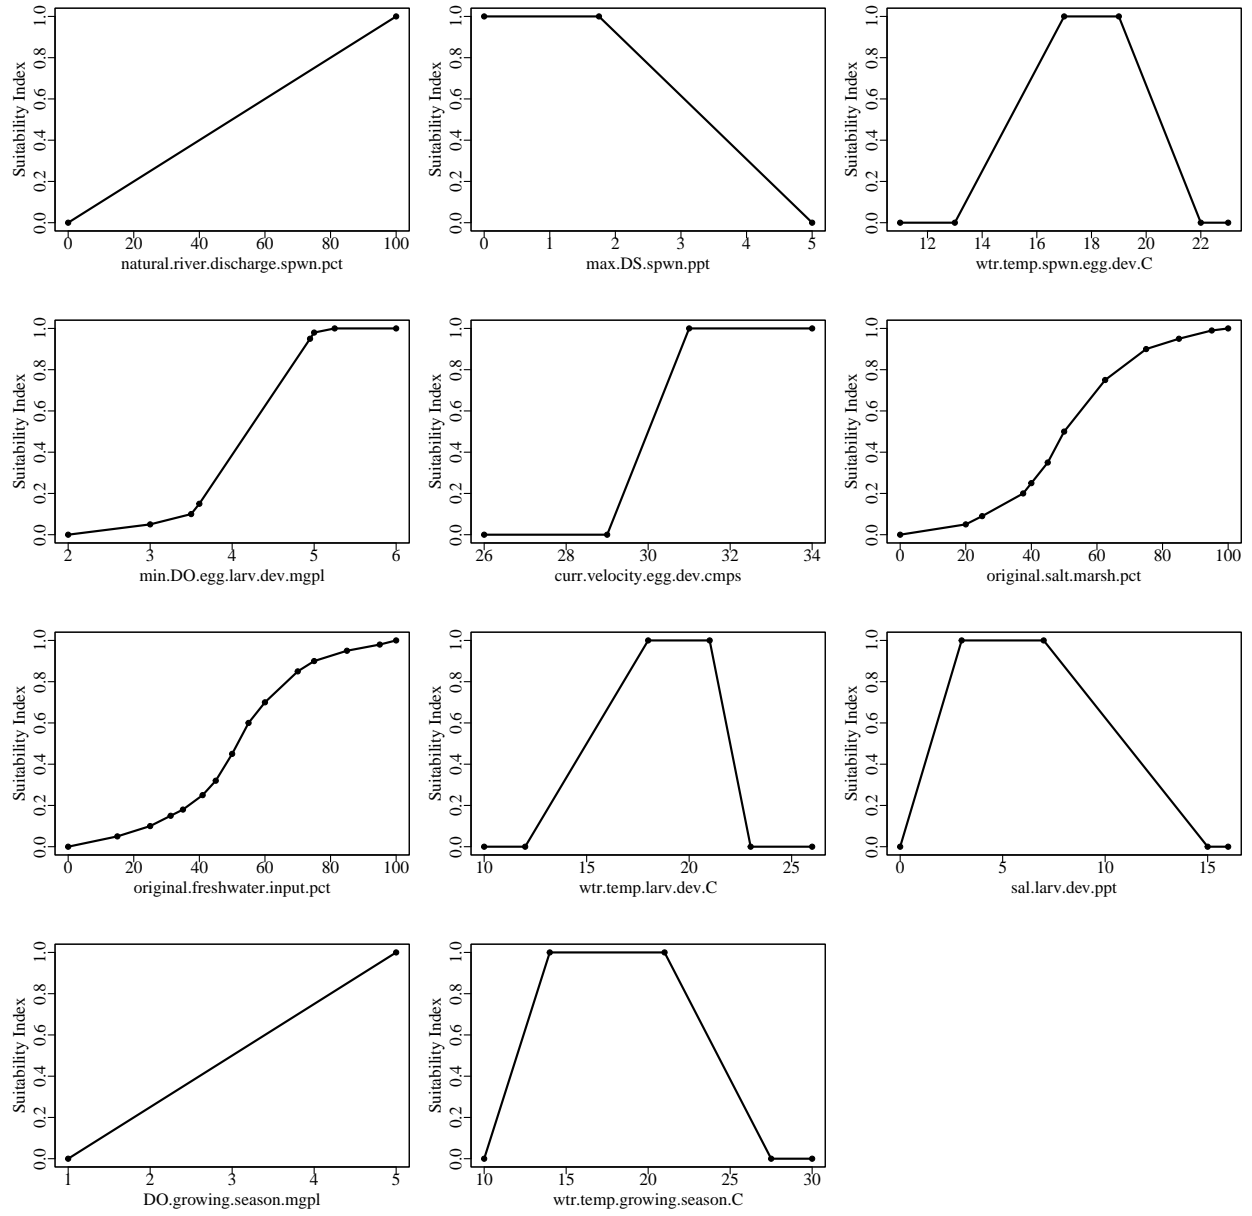 Suitability Index
0.0 0.2 0.4 0.6 0.8 1.0
0 20 40 60 80 100
natural.river.discharge.spwn.pct
Suitability Index
0.0 0.2 0.4 0.6 0.8 1.0
0 1 2 3 4 5
max.DS.spwn.ppt
Suitability Index
0.0 0.2 0.4 0.6 0.8 1.0
12 14 16 18 20 22
wtr.temp.spwn.egg.dev.C
Suitability Index
0.0 0.2 0.4 0.6 0.8 1.0
2 3 4 5 6
min.DO.egg.larv.dev.mgpl
Suitability Index
0.0 0.2 0.4 0.6 0.8 1.0
26 28 30 32 34
curr.velocity.egg.dev.cmps
Suitability Index
0.0 0.2 0.4 0.6 0.8 1.0
0 20 40 60 80 100
original.salt.marsh.pct
Suitability Index
0.0 0.2 0.4 0.6 0.8 1.0
0 20 40 60 80 100
original.freshwater.input.pct
Suitability Index
0.0 0.2 0.4 0.6 0.8 1.0
10 15 20 25
wtr.temp.larv.dev.C
Suitability Index
0.0 0.2 0.4 0.6 0.8 1.0
0 5 10 15
sal.larv.dev.ppt
Suitability Index
0.0 0.2 0.4 0.6 0.8 1.0
1 2 3 4 5
DO.growing.season.mgpl
Suitability Index
0.0 0.2 0.4 0.6 0.8 1.0
10 15 20 25 30
wtr.temp.growing.season.C